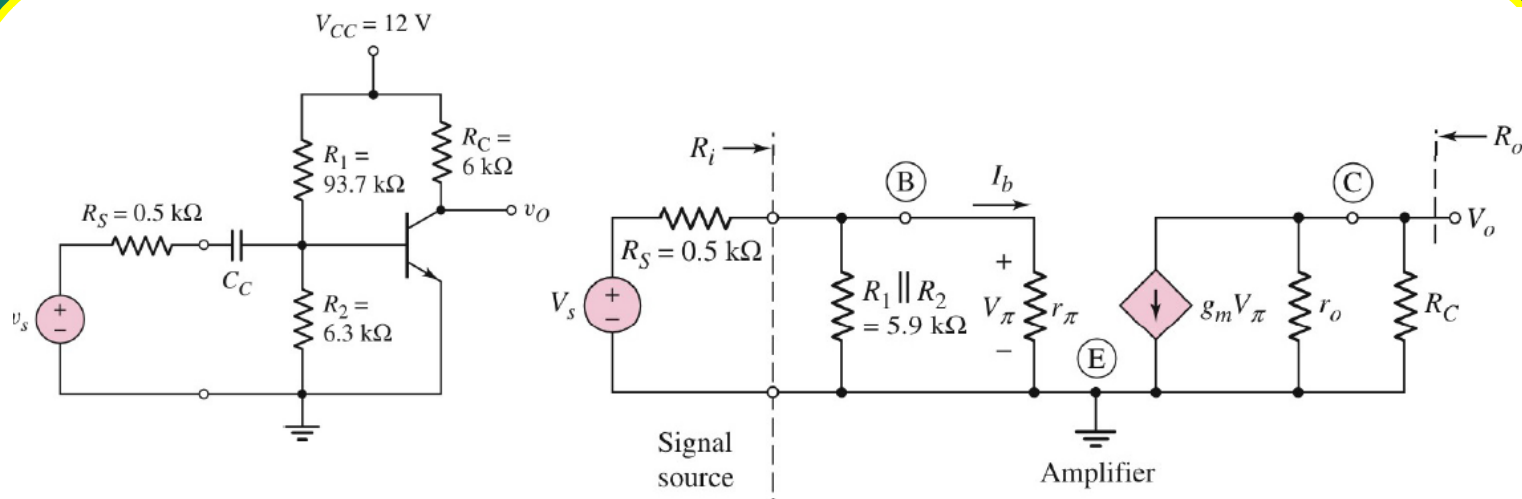 V_CC = 12 V
R_1 =
93.7 kΩ
R_C =
6 kΩ
v_O
R_S = 0.5 kΩ
C_C
R_2 =
6.3 kΩ
v_s
+
−
R_i
R_o
B
I_b
C
V_o
R_S = 0.5 kΩ
V_s
+
−
R_1 || R_2
= 5.9 kΩ
+
V_π
−
r_π
E
g_m V_π
r_o
R_C
Signal
source
Amplifier